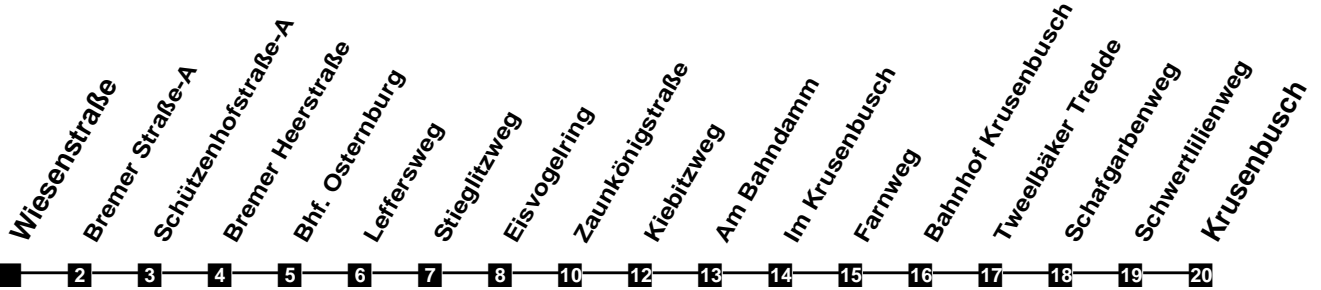 Wiesenstraße
Bremer Straße-A
Schützenhofstraße-A
Bremer Heerstraße
Bhf. Osternburg
Leffersweg
Stieglitzweg
Eisvogelring
Zaunkönigstraße
Kiebitzweg
Am Bahndamm
Im Krusenbusch
Farnweg
Bahnhof Krusenbusch
Tweelbäker Tredde
Schafgarbenweg
Schwertlilienweg
Krusenbusch
2 3 4 5 6 7 8 10 12 13 14 15 16 17 18 19 20